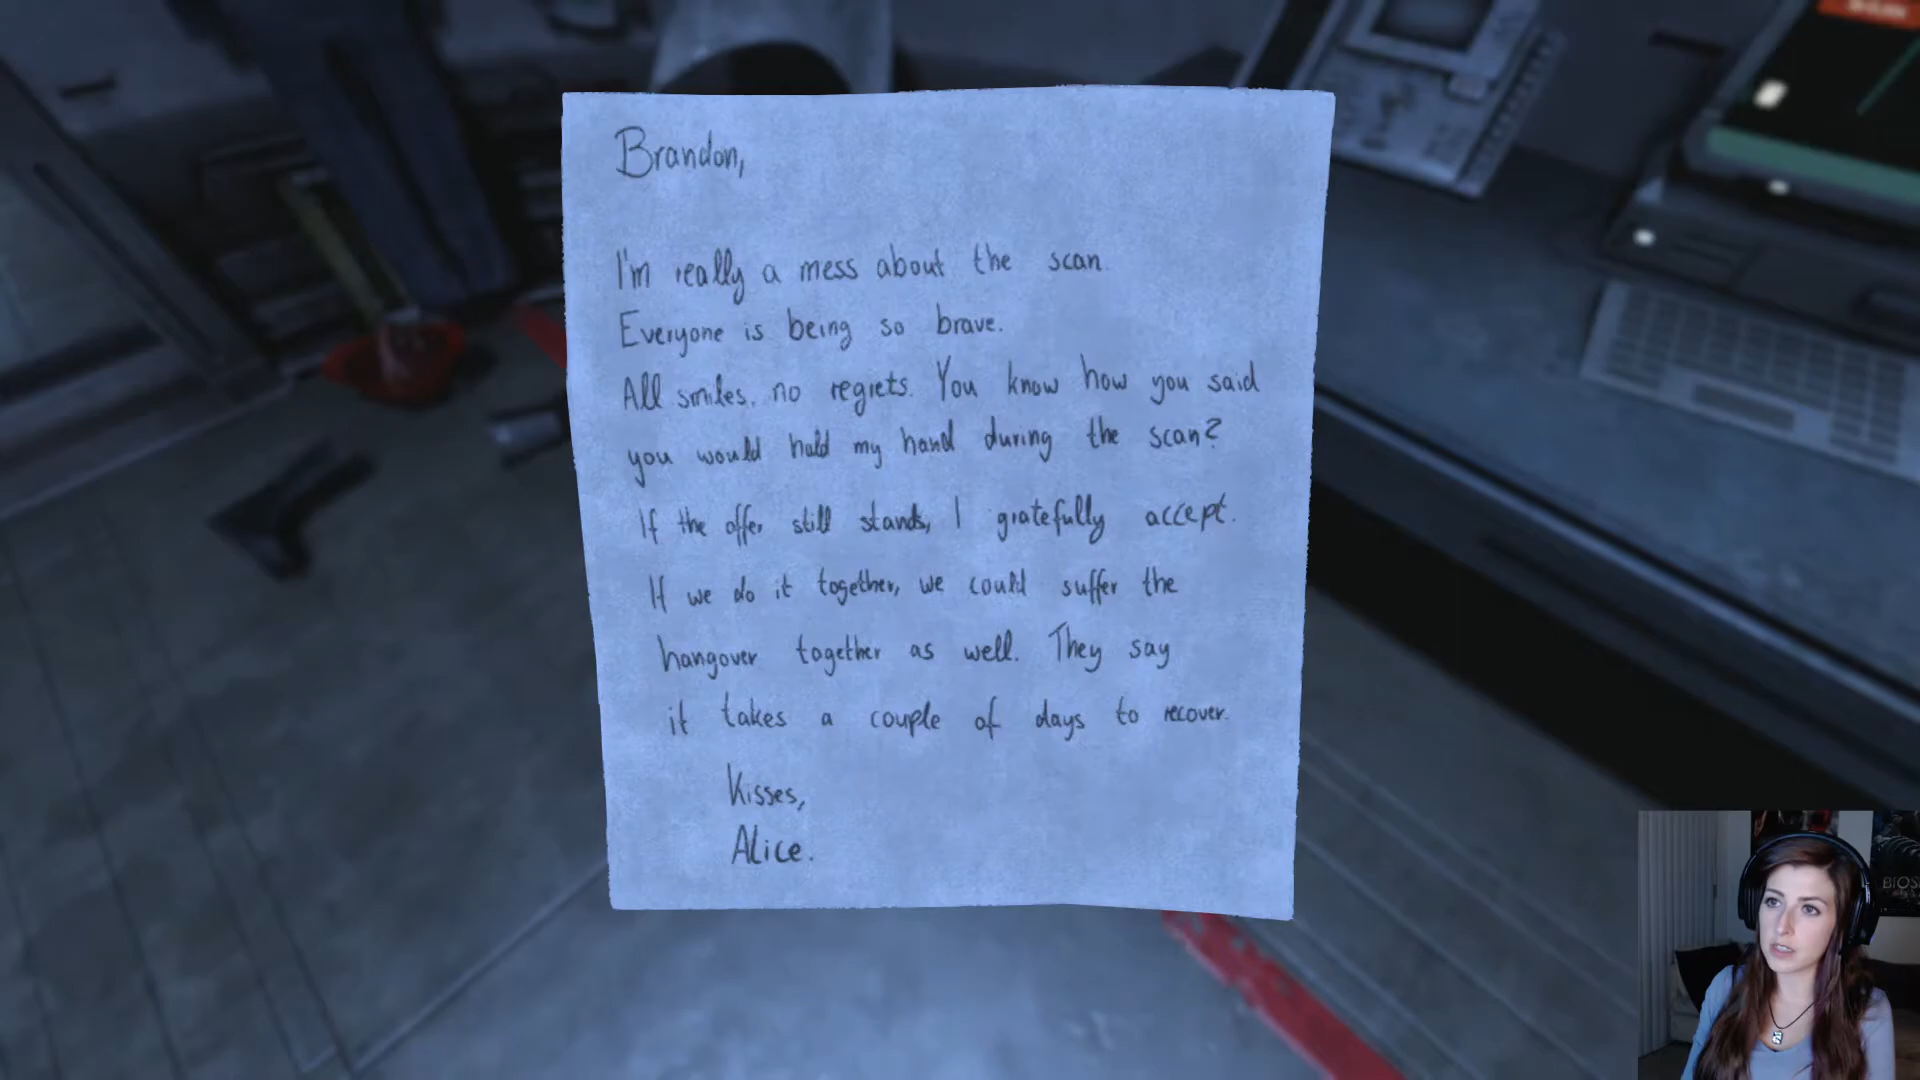 Brandon,
I'm really a mess about the scan.
Everyone is being so brave.
All smiles, no regrets. You know how you said
you would hold my hand during the scan?
If the offer still stands, I gratefully accept.
If we do it together, we could suffer the
hangover together as well. They say
it takes a couple of days to recover.
Kisses,
Alice.